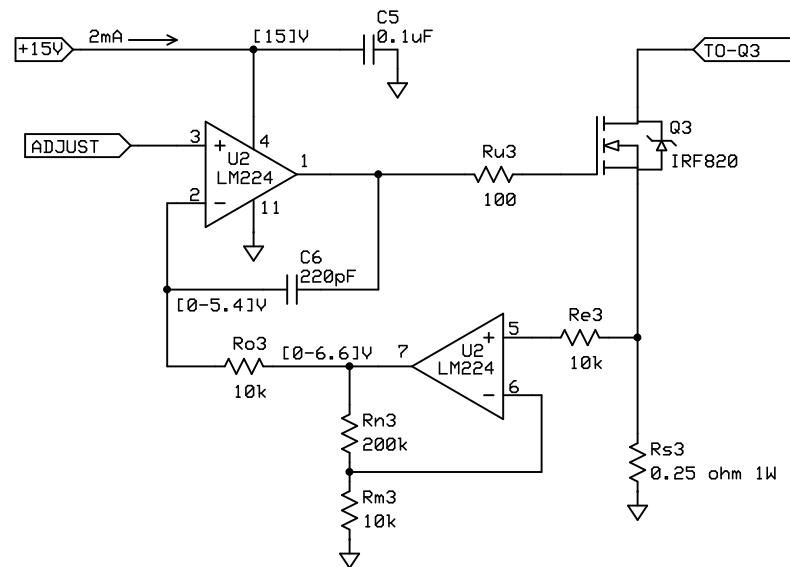 C5
+15V
2mA
[15]V
0.1uF
TO-Q3
ADJUST
3
+
4
U2
LM224
1
Q3
IRF820
Ru3
100
2
−
11
C6
220pF
[0-5.4]V
Re3
10k
5
+
U2
LM224
7
6
−
Ro3
10k
[0-6.6]V
Rn3
200k
Rs3
0.25 ohm 1W
Rm3
10k